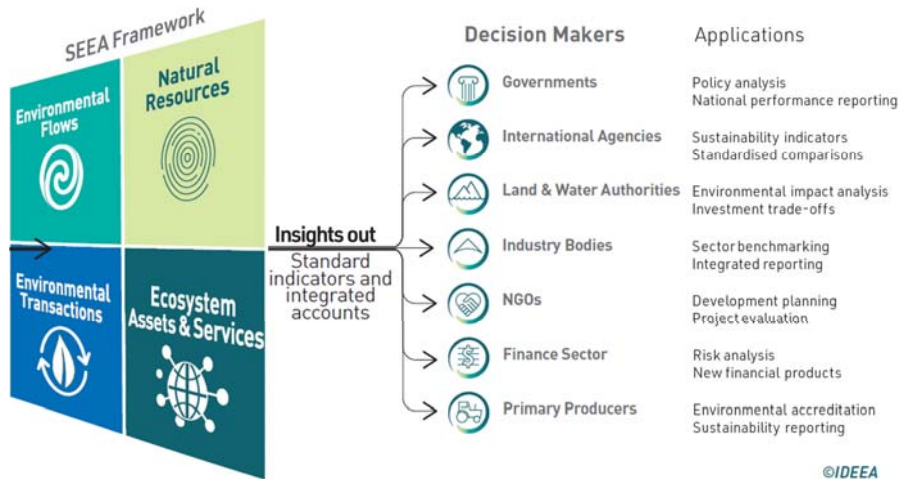 SEEA Framework
Environmental
Flows
Natural
Resources
Environmental
Transactions
Ecosystem
Assets & Services
Insights out
Standard
indicators and
integrated
accounts
Decision Makers
Applications
Governments
Policy analysis
National performance reporting
International Agencies
Sustainability indicators
Standardised comparisons
Land & Water Authorities
Environmental impact analysis
Investment trade-offs
Industry Bodies
Sector benchmarking
Integrated reporting
NGOs
Development planning
Project evaluation
Finance Sector
Risk analysis
New financial products
Primary Producers
Environmental accreditation
Sustainability reporting
©IDEEA